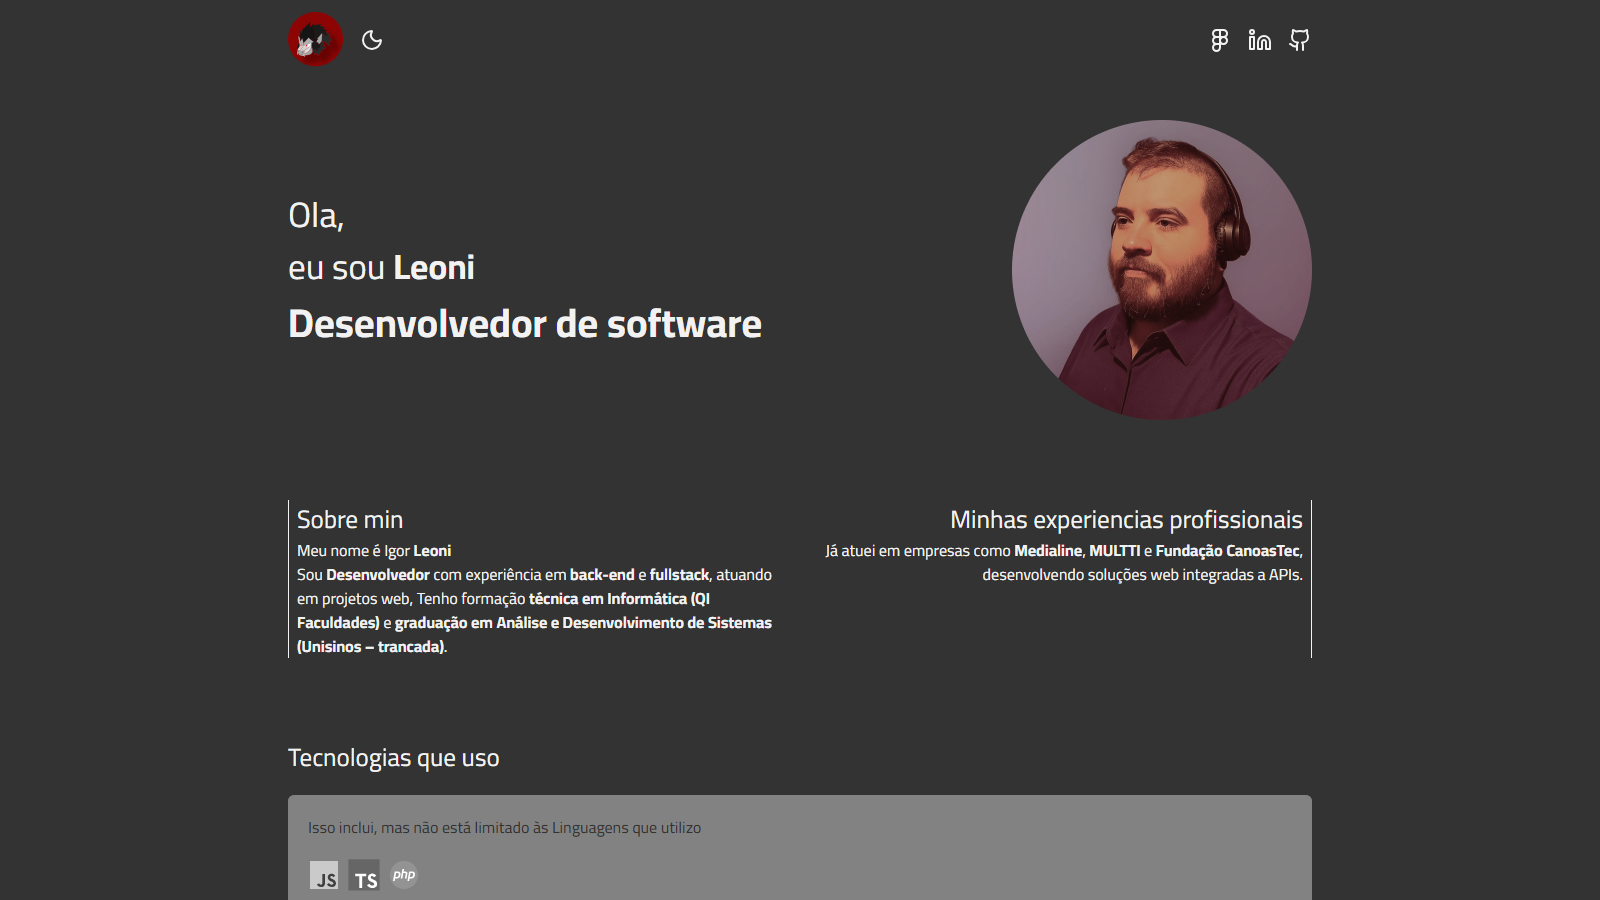 Ola,
eu sou Leoni
Desenvolvedor de software
Sobre min
Meu nome é Igor Leoni
Sou Desenvolvedor com experiência em back-end e fullstack, atuando
em projetos web, Tenho formação técnica em Informática (QI
Faculdades) e graduação em Análise e Desenvolvimento de Sistemas
(Unisinos – trancada).
Minhas experiencias profissionais
Já atuei em empresas como Medialine, MULTTI e Fundação CanoasTec,
desenvolvendo soluções web integradas a APIs.
Tecnologias que uso
Isso inclui, mas não está limitado às Linguagens que utilizo
JS TS php